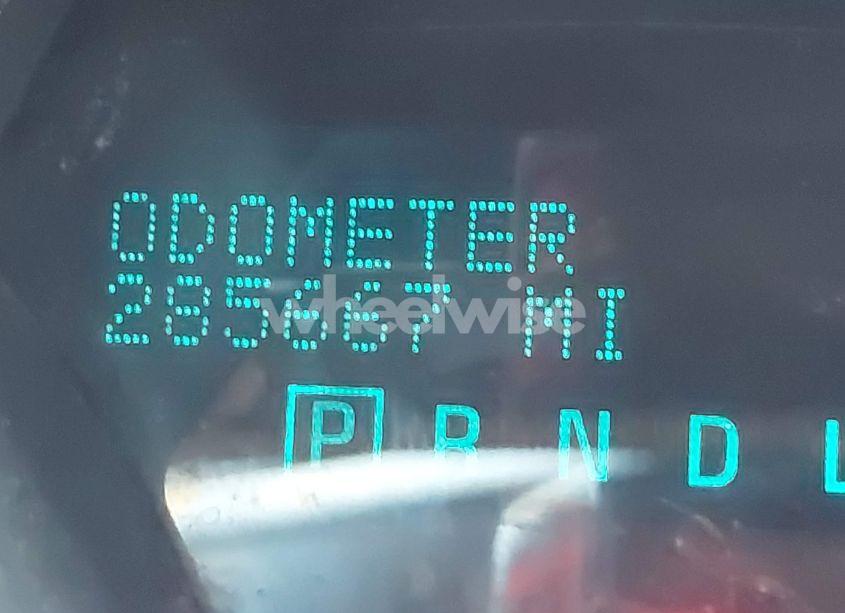 ODOMETER
285667 MI
wheelwise
P R N D L